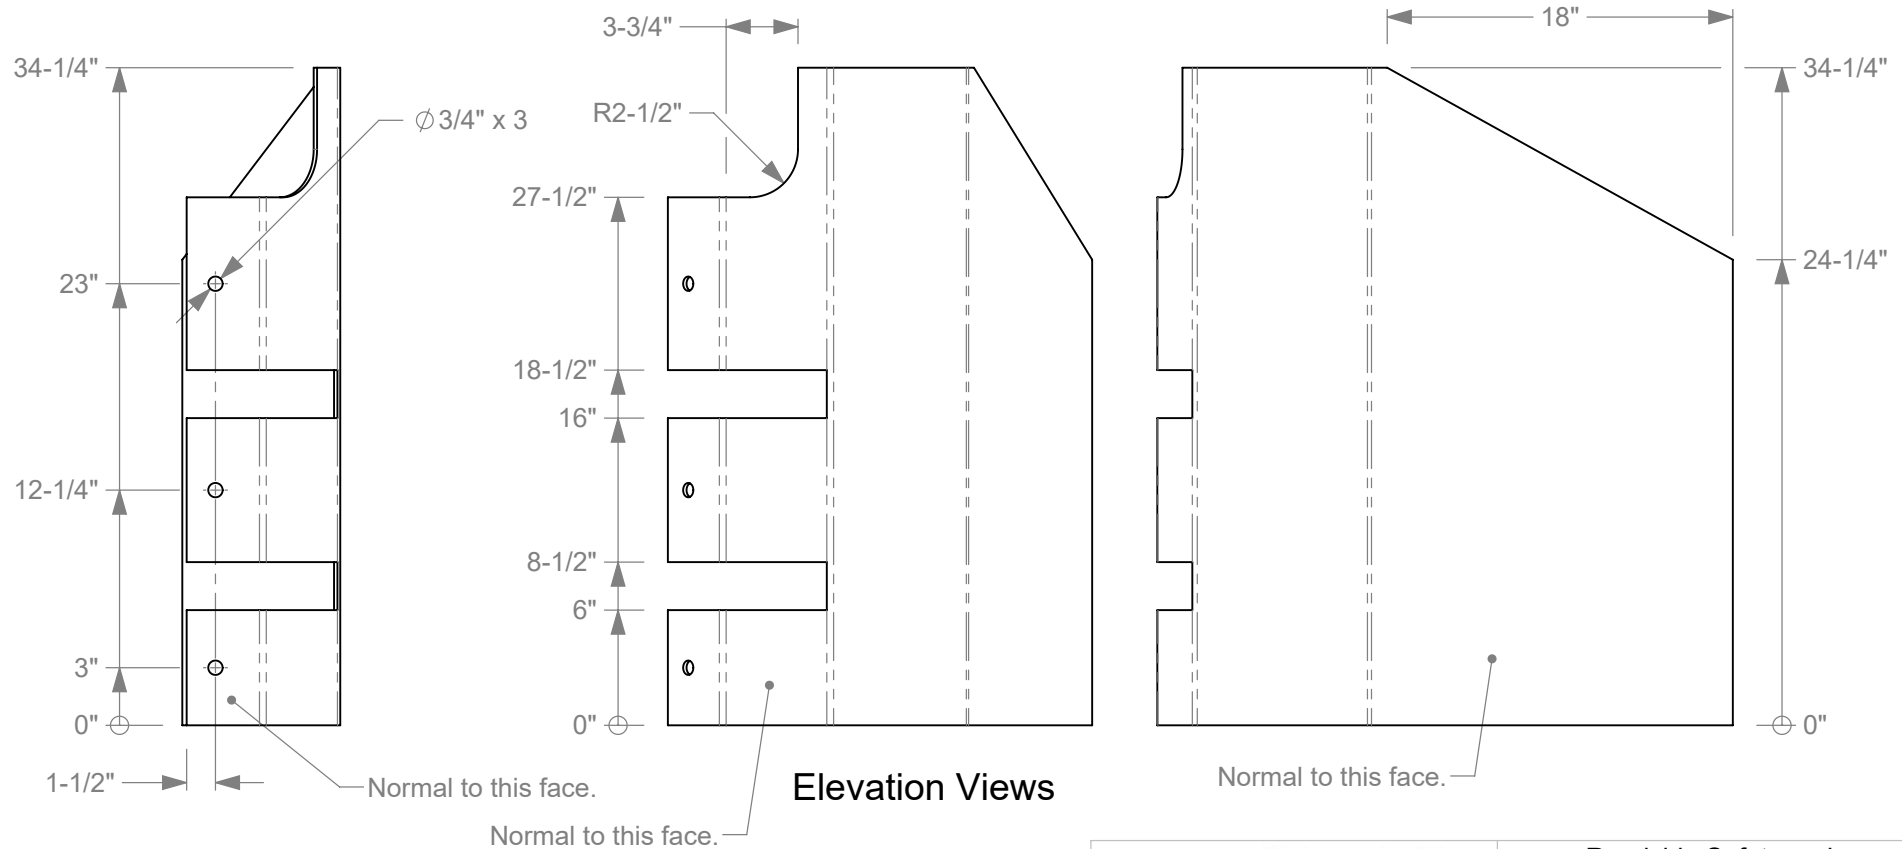 34-1/4"
⌀3/4" x 3
23"
12-1/4"
3"
0"
1-1/2"
Normal to this face.
3-3/4"
R2-1/2"
27-1/2"
18-1/2"
16"
8-1/2"
6"
0"
Normal to this face.
Elevation Views
18"
34-1/4"
24-1/4"
0"
Normal to this face.